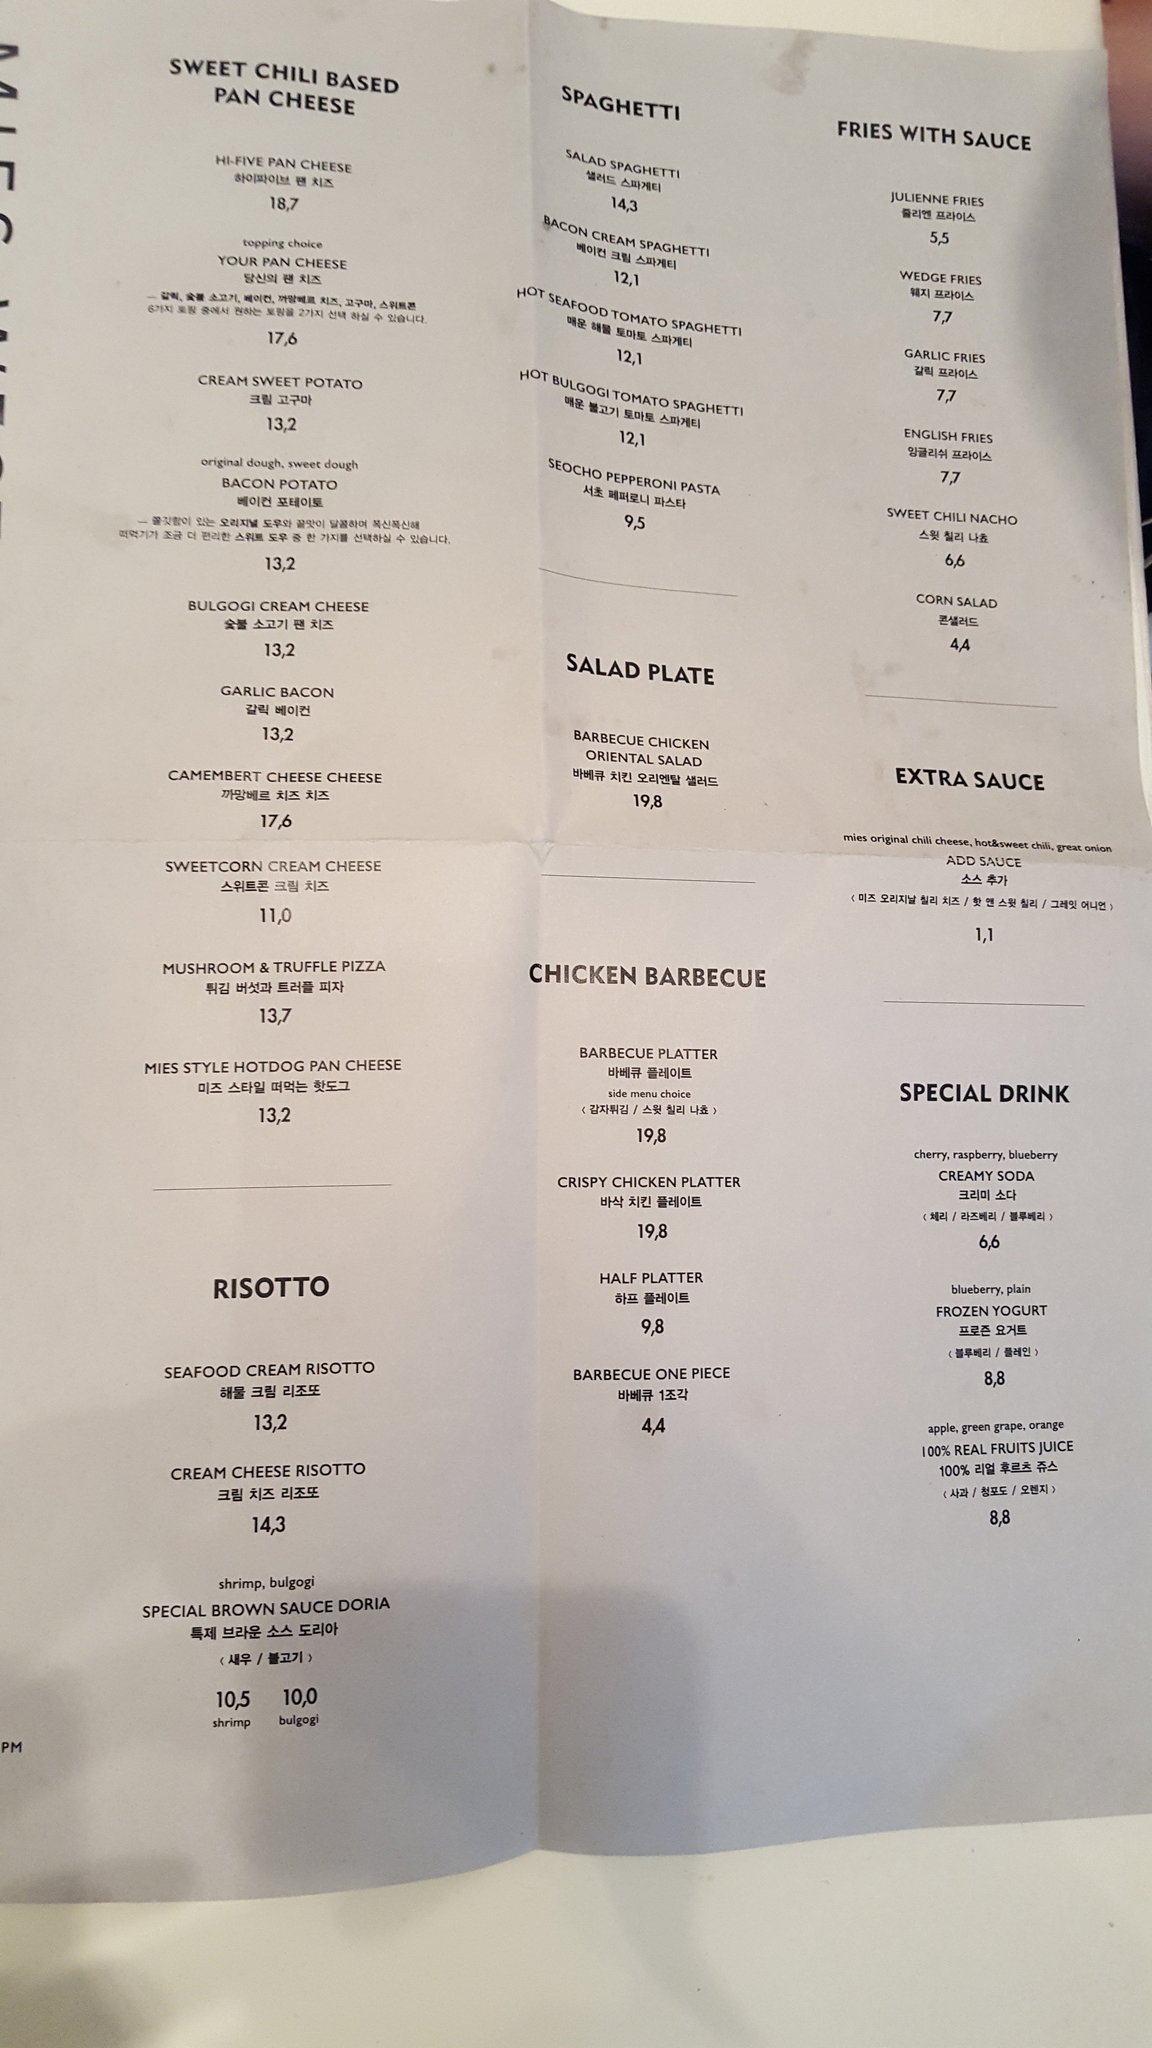 SWEET CHILI BASED
PAN CHEESE
HI-FIVE PAN CHEESE
하이파이브 팬 치즈
18,7
topping choice
YOUR PAN CHEESE
당신의 팬 치즈
— 갈릭, 숯불 소고기, 베이컨, 까망베르 치즈, 고구마, 스위트콘
6가지 토핑 중에서 원하는 토핑을 2가지 선택 하실 수 있습니다.
17,6
CREAM SWEET POTATO
크림 고구마
13,2
original dough, sweet dough
BACON POTATO
베이컨 포테이토
— 쫄깃함이 있는 오리지널 도우와 끝맛이 달콤하며 폭신폭신해
떠먹기가 조금 더 편리한 스위트 도우 중 한 가지를 선택하실 수 있습니다.
13,2
BULGOGI CREAM CHEESE
숯불 소고기 팬 치즈
13,2
GARLIC BACON
갈릭 베이컨
13,2
CAMEMBERT CHEESE CHEESE
까망베르 치즈 치즈
17,6
SWEETCORN CREAM CHEESE
스위트콘 크림 치즈
11,0
MUSHROOM & TRUFFLE PIZZA
튀김 버섯과 트러플 피자
13,7
MIES STYLE HOTDOG PAN CHEESE
미즈 스타일 떠먹는 핫도그
13,2
RISOTTO
SEAFOOD CREAM RISOTTO
해물 크림 리조또
13,2
CREAM CHEESE RISOTTO
크림 치즈 리조또
14,3
shrimp, bulgogi
SPECIAL BROWN SAUCE DORIA
특제 브라운 소스 도리아
〈 새우 / 불고기 〉
10,5 10,0
shrimp bulgogi
PM
SPAGHETTI
SALAD SPAGHETTI
샐러드 스파게티
14,3
BACON CREAM SPAGHETTI
베이컨 크림 스파게티
12,1
HOT SEAFOOD TOMATO SPAGHETTI
매운 해물 토마토 스파게티
12,1
HOT BULGOGI TOMATO SPAGHETTI
매운 불고기 토마토 스파게티
12,1
SEOCHO PEPPERONI PASTA
서초 페퍼로니 파스타
9,5
SALAD PLATE
BARBECUE CHICKEN
ORIENTAL SALAD
바베큐 치킨 오리엔탈 샐러드
19,8
CHICKEN BARBECUE
BARBECUE PLATTER
바베큐 플레이트
side menu choice
〈 감자튀김 / 스윗 칠리 나쵸 〉
19,8
CRISPY CHICKEN PLATTER
바삭 치킨 플레이트
19,8
HALF PLATTER
하프 플레이트
9,8
BARBECUE ONE PIECE
바베큐 1조각
4,4
FRIES WITH SAUCE
JULIENNE FRIES
쥴리엔 프라이스
5,5
WEDGE FRIES
웨지 프라이스
7,7
GARLIC FRIES
갈릭 프라이스
7,7
ENGLISH FRIES
잉글리쉬 프라이스
7,7
SWEET CHILI NACHO
스윗 칠리 나쵸
6,6
CORN SALAD
콘샐러드
4,4
EXTRA SAUCE
mies original chili cheese, hot&sweet chili, great onion
ADD SAUCE
소스 추가
〈 미즈 오리지날 칠리 치즈 / 핫 앤 스윗 칠리 / 그레잇 어니언 〉
1,1
SPECIAL DRINK
cherry, raspberry, blueberry
CREAMY SODA
크리미 소다
〈 체리 / 라즈베리 / 블루베리 〉
6,6
blueberry, plain
FROZEN YOGURT
프로즌 요거트
〈 블루베리 / 플레인 〉
8,8
apple, green grape, orange
100% REAL FRUITS JUICE
100% 리얼 후르츠 쥬스
〈 사과 / 청포도 / 오렌지 〉
8,8